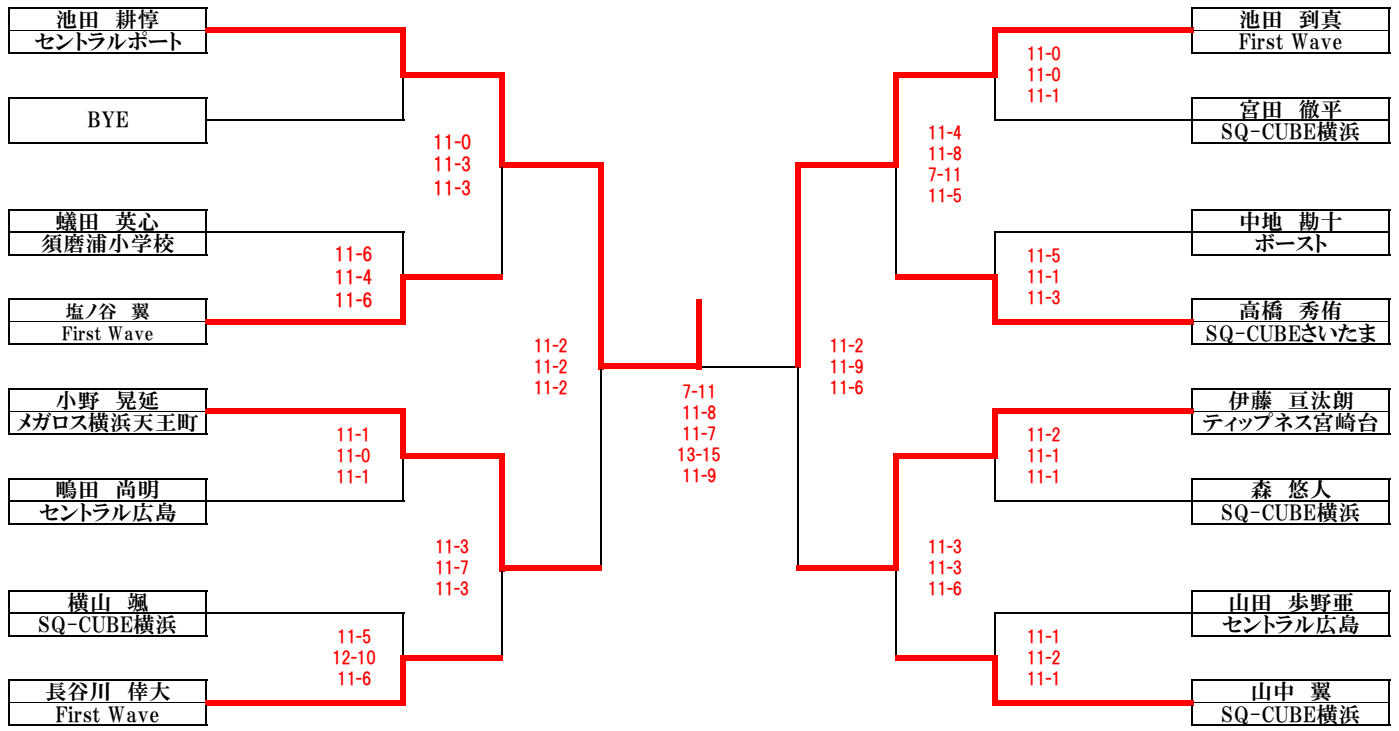 池田 耕惇
セントラルポート
BYE
11-0
11-3
11-3
蟻田 英心
須磨浦小学校
11-6
11-4
11-6
塩ノ谷 翼
First Wave
11-2
11-2
11-2
小野 晃延
メガロス横浜天王町
11-1
11-0
11-1
鴫田 尚明
セントラル広島
11-3
11-7
11-3
横山 颯
SQ-CUBE横浜
11-5
12-10
11-6
長谷川 倖大
First Wave
7-11
11-8
11-7
13-15
11-9
池田 到真
First Wave
11-0
11-0
11-1
宮田 徹平
SQ-CUBE横浜
11-4
11-8
7-11
11-5
中地 勘十
ボースト
11-5
11-1
11-3
高橋 秀侑
SQ-CUBEさいたま
11-2
11-9
11-6
伊藤 亘汰朗
ティップネス宮崎台
11-2
11-1
11-1
森 悠人
SQ-CUBE横浜
11-3
11-3
11-6
山田 歩野亜
セントラル広島
11-1
11-2
11-1
山中 翼
SQ-CUBE横浜